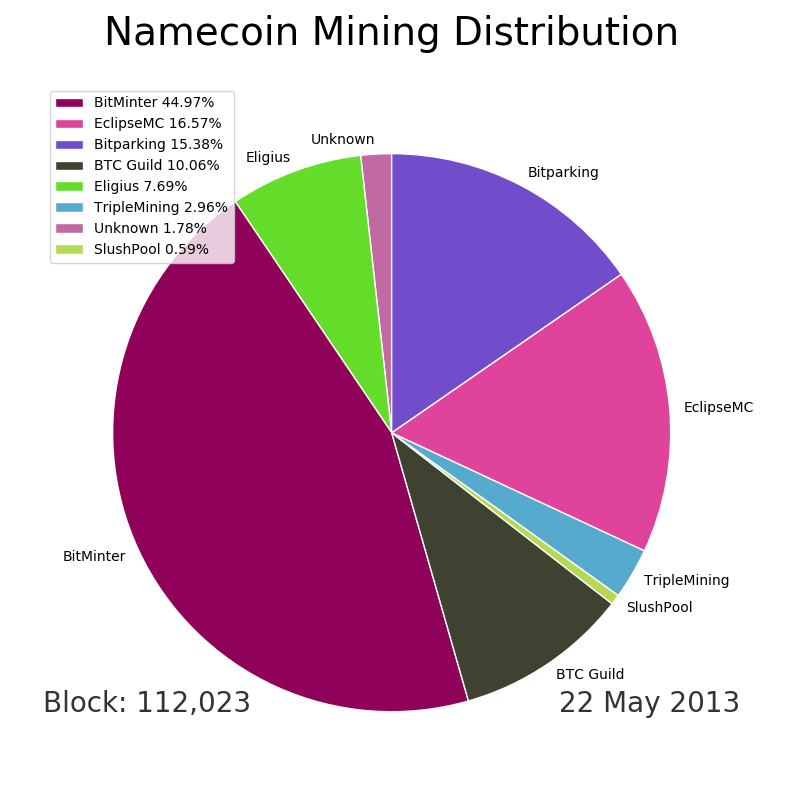 Namecoin Mining Distribution
BitMinter 44.97%
EclipseMC 16.57%
Bitparking 15.38%
BTC Guild 10.06%
Eligius 7.69%
TripleMining 2.96%
Unknown 1.78%
SlushPool 0.59%
Unknown
Eligius
Bitparking
EclipseMC
BitMinter
TripleMining
SlushPool
BTC Guild
Block: 112,023
22 May 2013